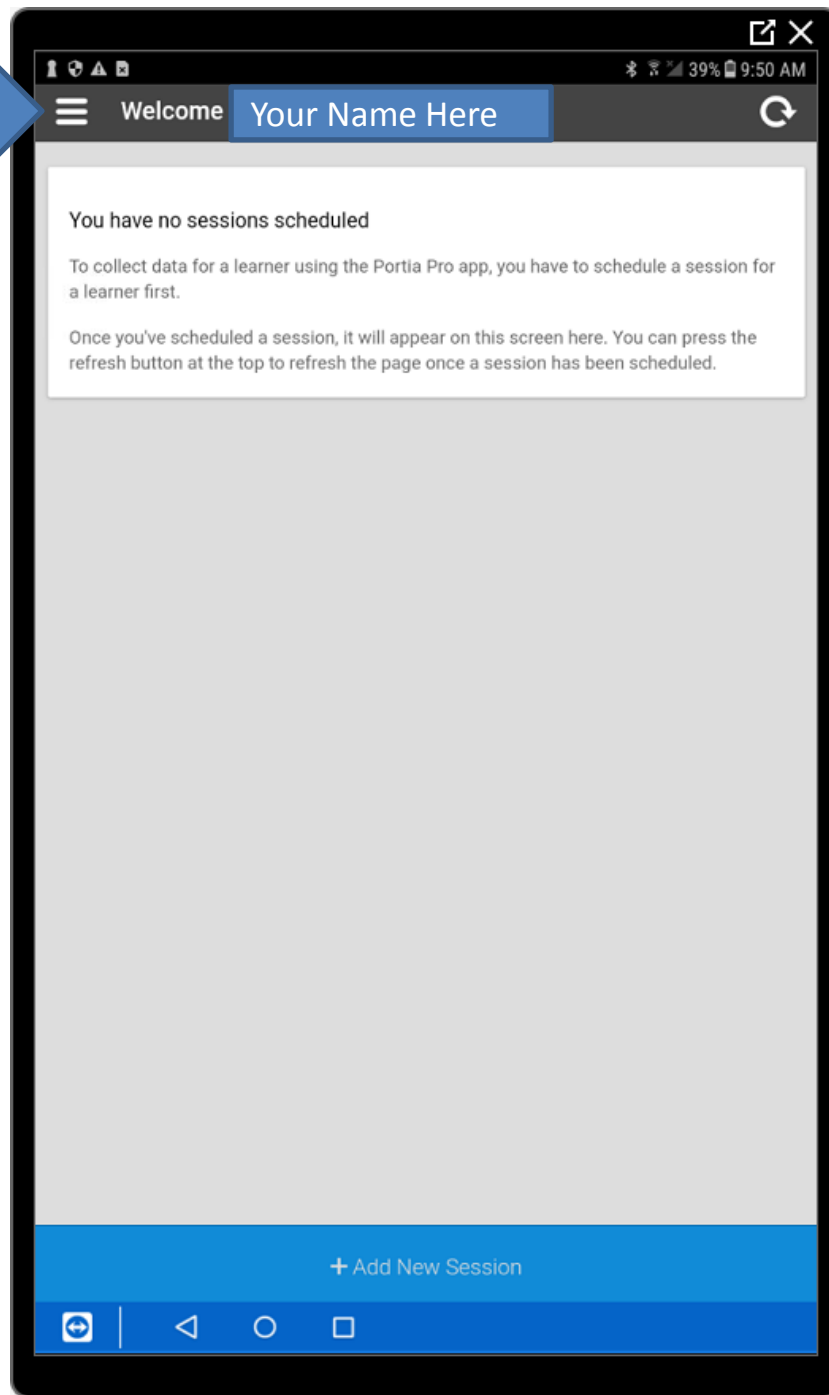 39% 9:50 AM
Welcome Your Name Here
You have no sessions scheduled
To collect data for a learner using the Portia Pro app, you have to schedule a session for
a learner first.
Once you've scheduled a session, it will appear on this screen here. You can press the
refresh button at the top to refresh the page once a session has been scheduled.
+ Add New Session